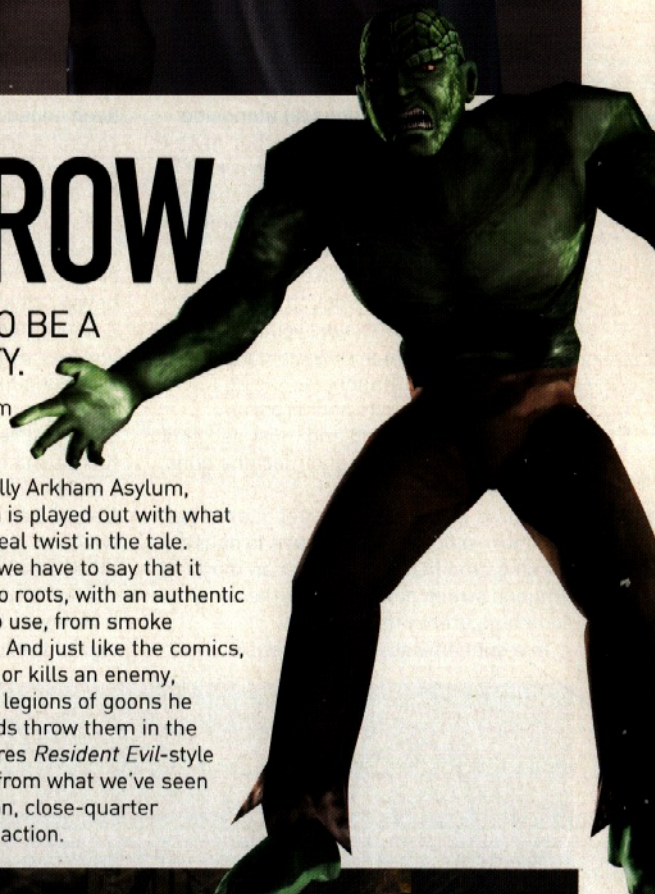 ROW
O BE A
Y.
m
lly Arkham Asylum,
is played out with what
eal twist in the tale.
we have to say that it
o roots, with an authentic
o use, from smoke
And just like the comics,
or kills an enemy,
legions of goons he
ds throw them in the
res Resident Evil-style
from what we've seen
n, close-quarter
action.